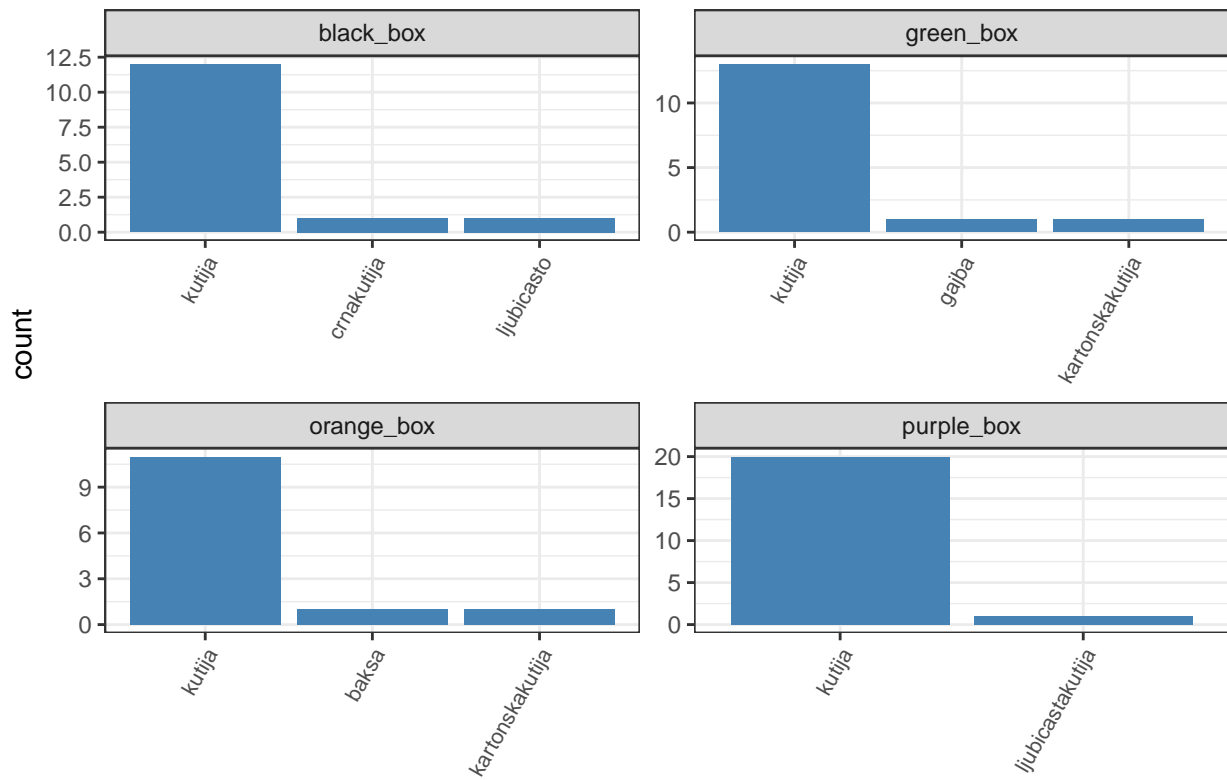 black_box
12.5
10.0
7.5
5.0
2.5
0.0
kutija
crnakutija
ljubicasto
green_box
10
5
0
kutija
gajba
kartonskakutija
count
orange_box
9
6
3
0
kutija
baksa
kartonskakutija
purple_box
20
15
10
5
0
kutija
ljubicastakutija